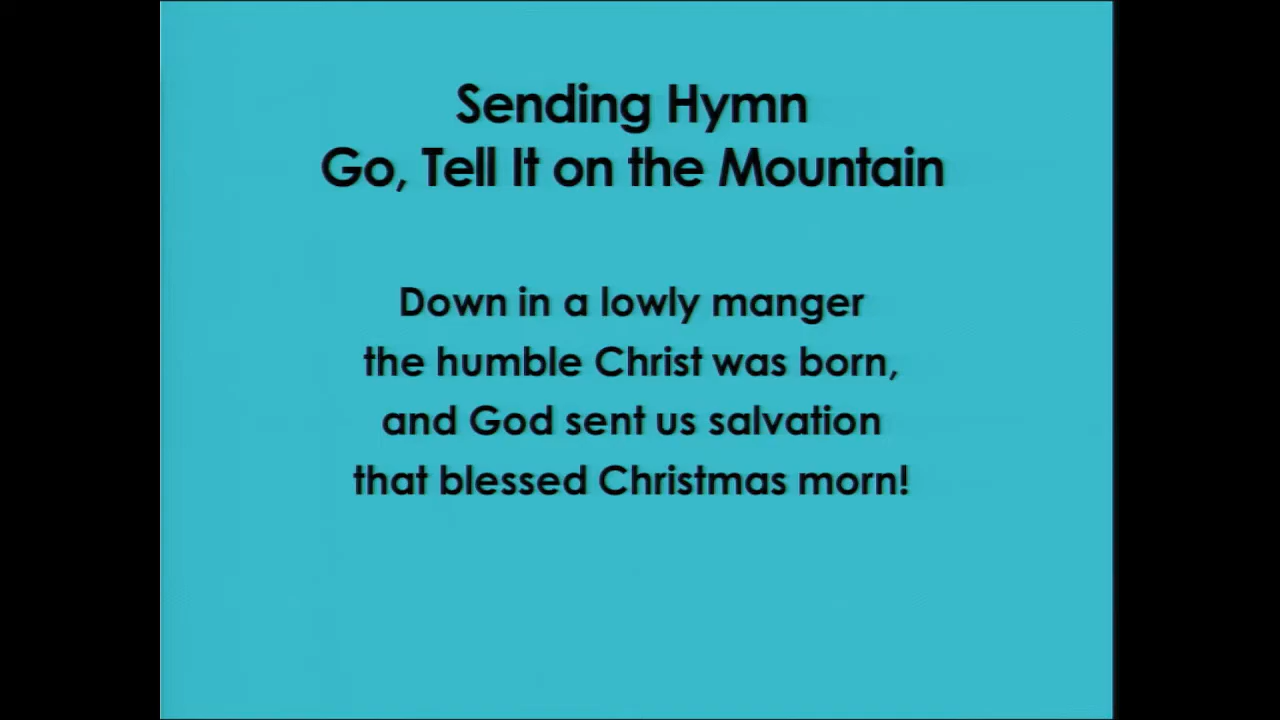 Sending Hymn
Go, Tell It on the Mountain
Down in a lowly manger
the humble Christ was born,
and God sent us salvation
that blessed Christmas morn!